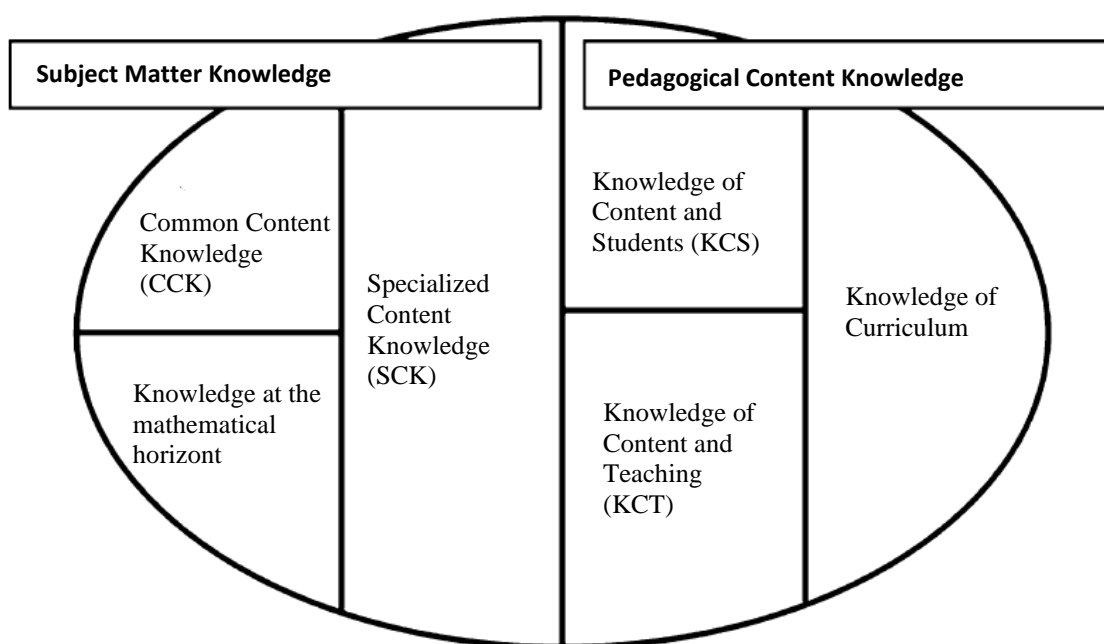 Subject Matter Knowledge
Pedagogical Content Knowledge
Common Content
Knowledge
(CCK)
Knowledge at the
mathematical
horizont
Specialized
Content
Knowledge
(SCK)
Knowledge of
Content and
Students (KCS)
Knowledge of
Content and
Teaching
(KCT)
Knowledge of
Curriculum